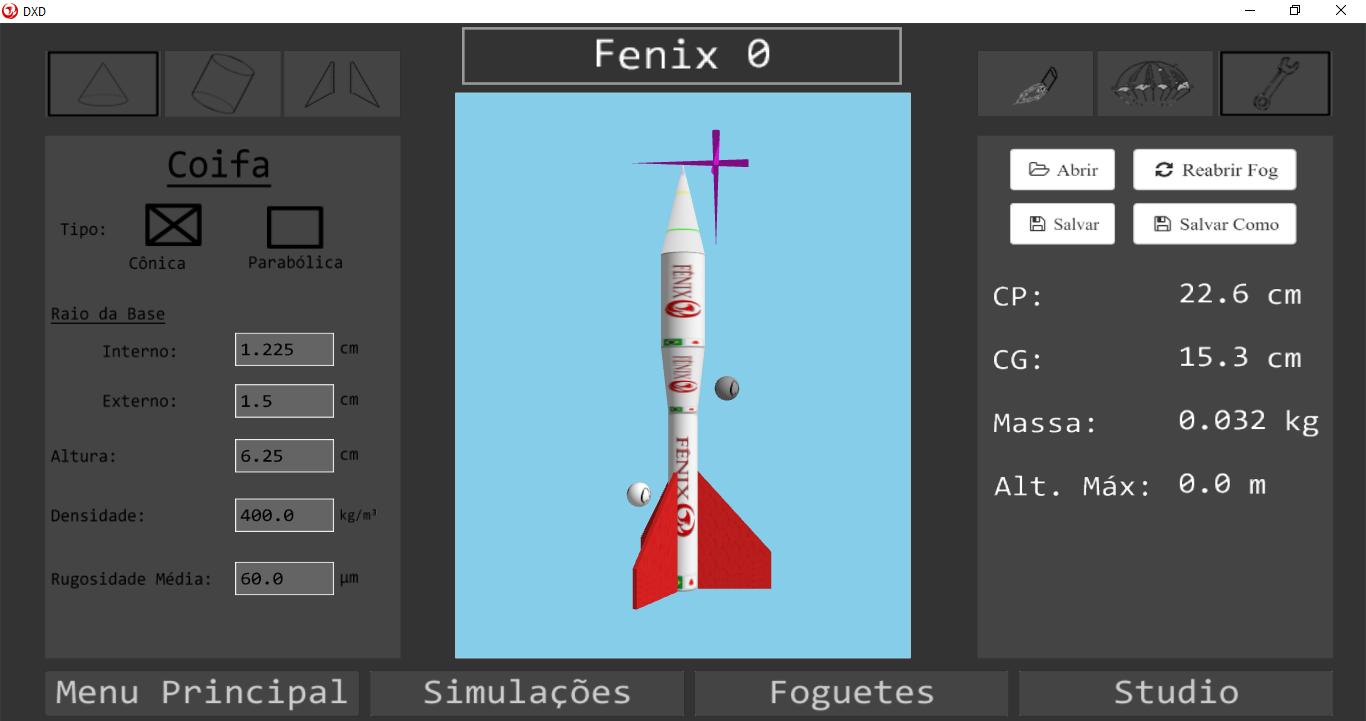 DXD
Fenix 0
Coifa
Tipo:
Cônica
Parabólica
Raio da Base
Interno: 1.225 cm
Externo: 1.5 cm
Altura: 6.25 cm
Densidade: 400.0 kg/m³
Rugosidade Média: 60.0 μm
FÊNIX
FÊNIX
FÊNIX
Abrir
Reabrir Fog
Salvar
Salvar Como
CP: 22.6 cm
CG: 15.3 cm
Massa: 0.032 kg
Alt. Máx: 0.0 m
Menu Principal
Simulações
Foguetes
Studio